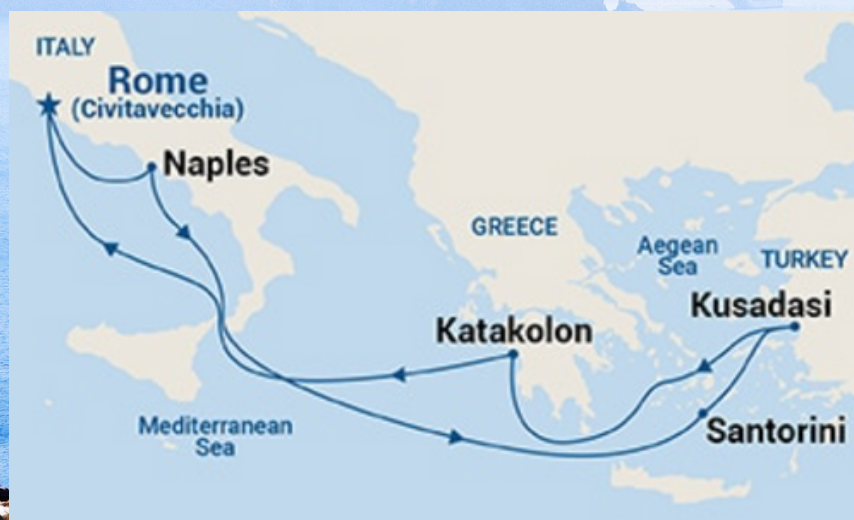 ITALY
Rome
(Civitavecchia)
Naples
GREECE
Aegean
Sea
TURKEY
Kusadasi
Katakolon
Mediterranean
Sea
Santorini